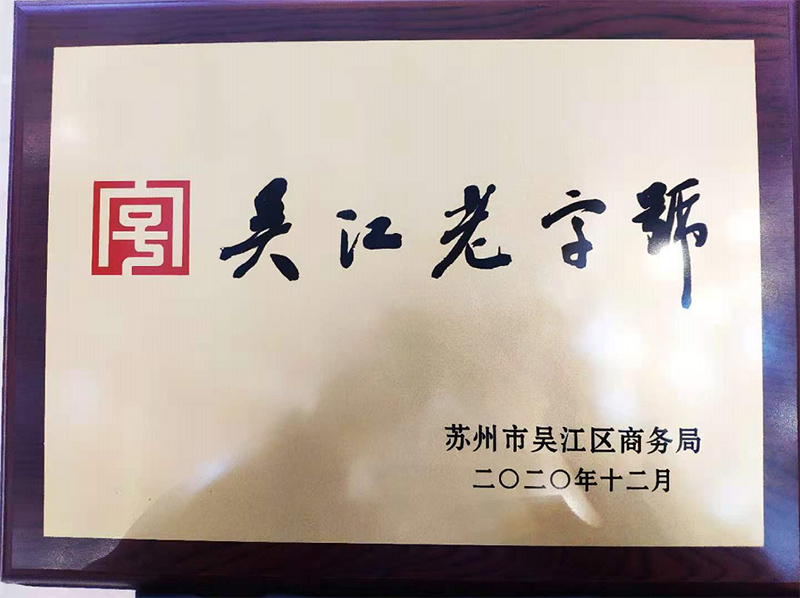 吴江老字號
苏州市吴江区商务局
二〇二〇年十二月